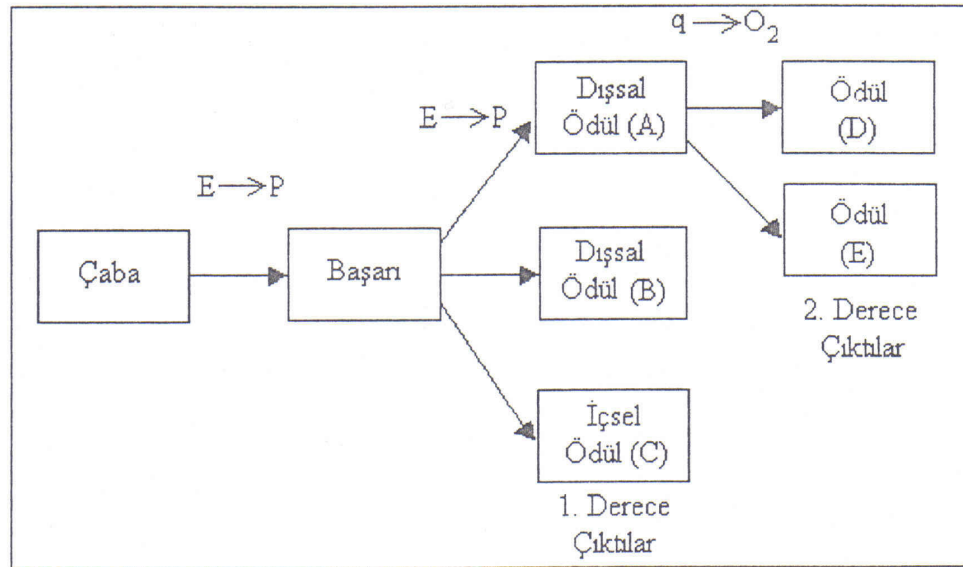 q → O₂
Dışsal
Ödül (A)
Ödül
(D)
E → P
E → P
Ödül
(E)
Çaba
Başarı
Dışsal
Ödül (B)
2. Derece
Çıktılar
İçsel
Ödül (C)
1. Derece
Çıktılar